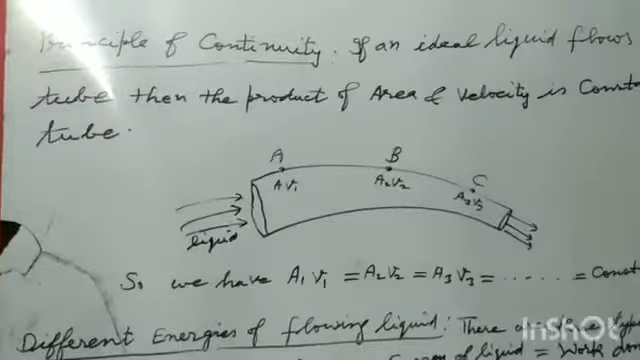 Principle of Continuity. If an ideal liquid flows
tube then the product of Area & Velocity is Const
tube.
A
B
C
A V₁
A₂V₂
A₃V₃
liquid
So we have A₁V₁ = A₂V₂ = A₃V₃ = ...... = Const
Different Energies of flowing liquid: There
of liquid = Work don
InShOt